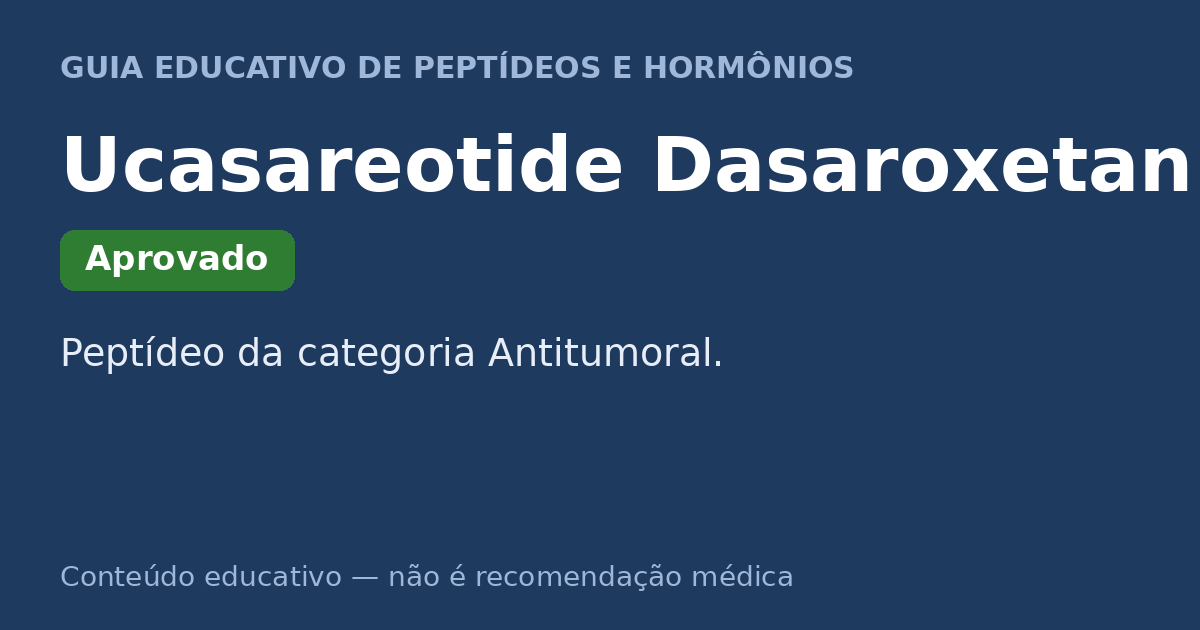 GUIA EDUCATIVO DE PEPTÍDEOS E HORMÔNIOS
Ucasareotide Dasaroxetan
Aprovado
Peptídeo da categoria Antitumoral.
Conteúdo educativo — não é recomendação médica